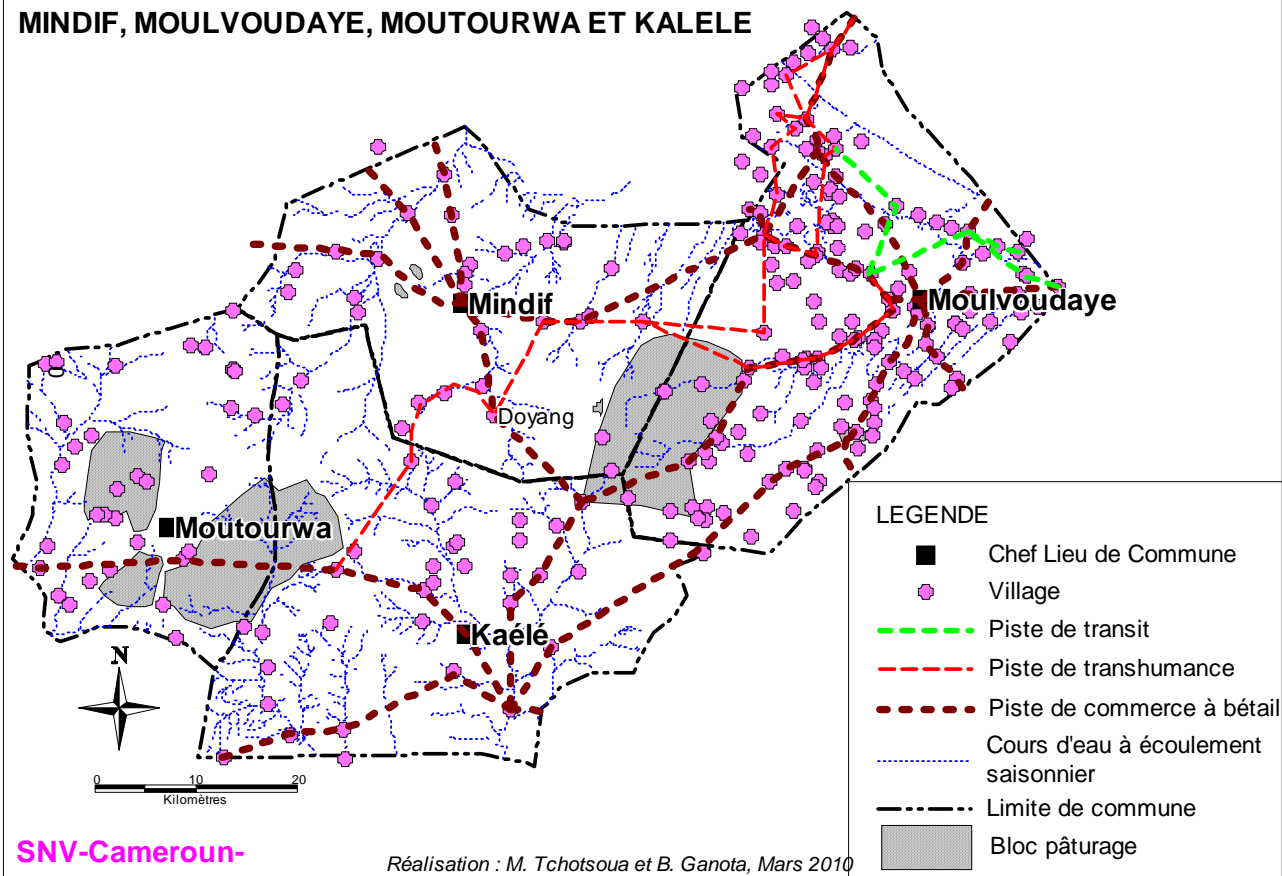 MINDIF, MOULVOUDAYE, MOUTOURWA ET KALELE
Mindif
Moulvoudaye
Doyang
Moutourwa
Kaélé
N
0 10 20
Kilomètres
LEGENDE
Chef Lieu de Commune
Village
Piste de transit
Piste de transhumance
Piste de commerce à bétail
Cours d'eau à écoulement
saisonnier
Limite de commune
Bloc pâturage
SNV-Cameroun-
Réalisation : M. Tchotsoua et B. Ganota, Mars 2010